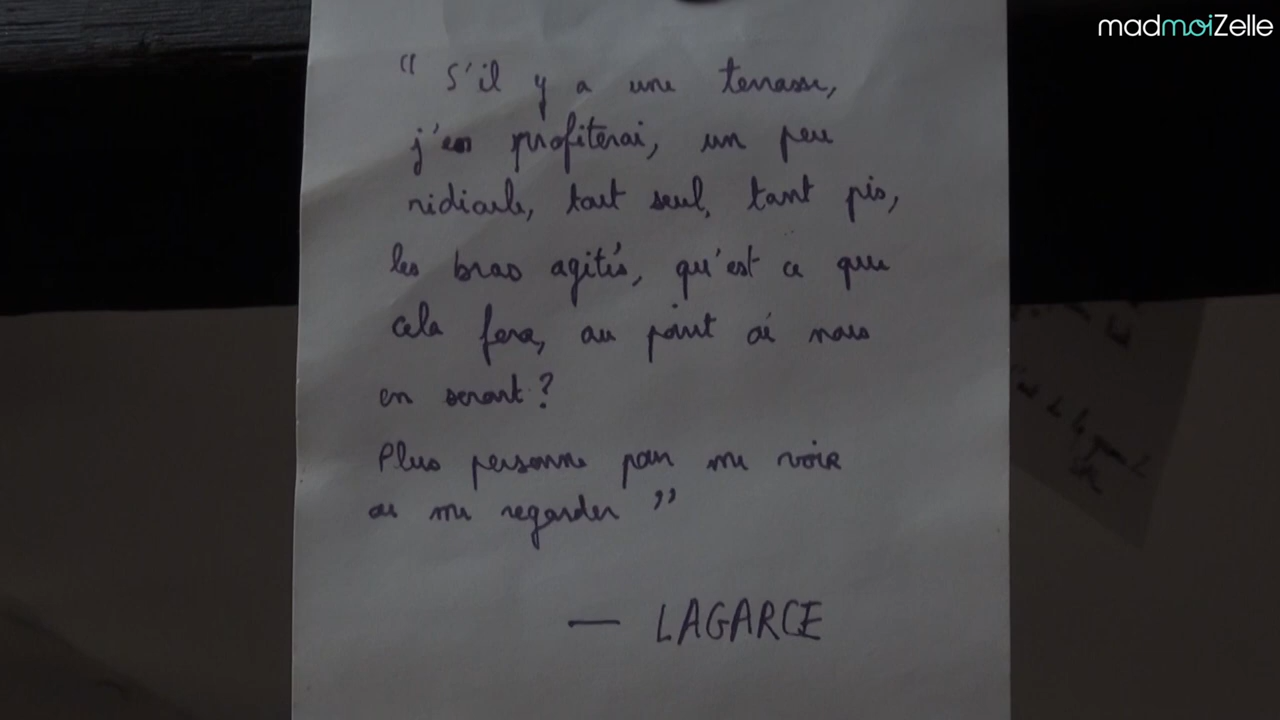 madmoiZelle
“ S'il y a une terrasse,
j'en profiterai, un peu
ridicule, tout seul, tant pis,
les bras agités, qu'est ce que
cela fera, au point où nous
en seront ?
Plus personne pour me voir
ou me regarder ”
— LAGARCE